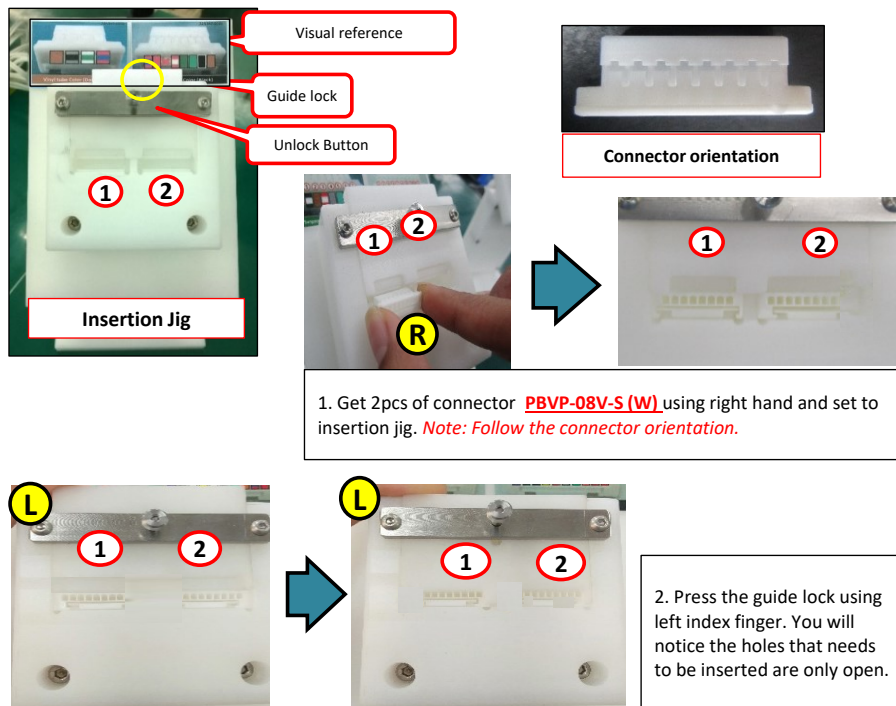 Visual reference
Guide lock
Unlock Button
1
2
Insertion Jig
Connector orientation
1
2
R
1
2
1. Get 2pcs of connector PBVP-08V-S (W) using right hand and set to
insertion jig. Note: Follow the connector orientation.
L
1
2
L
1
2
2. Press the guide lock using
left index finger. You will
notice the holes that needs
to be inserted are only open.